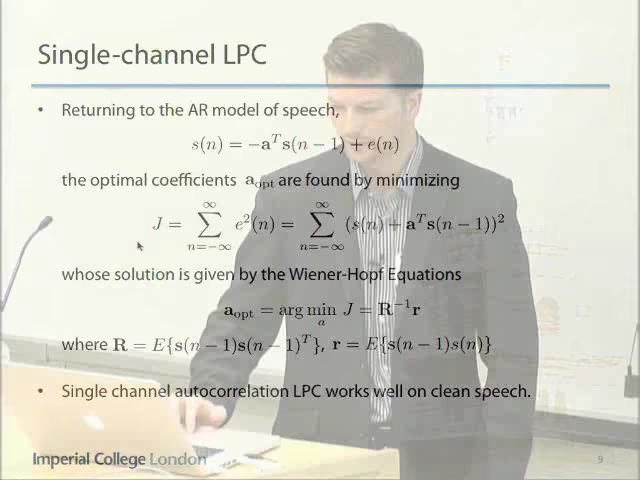 Single-channel LPC
• Returning to the AR model of speech,
s(n) = −a^T s(n − 1) + e(n)
the optimal coefficients a_opt are found by minimizing
J = ∑_{n=−∞}^{∞} e²(n) = ∑_{n=−∞}^{∞} (s(n) + a^T s(n − 1))²
whose solution is given by the Wiener-Hopf Equations
a_opt = arg min_a J = R^{−1} r
where R = E{s(n − 1)s(n − 1)^T}, r = E{s(n − 1)s(n)}
• Single channel autocorrelation LPC works well on clean speech.
Imperial College London
9